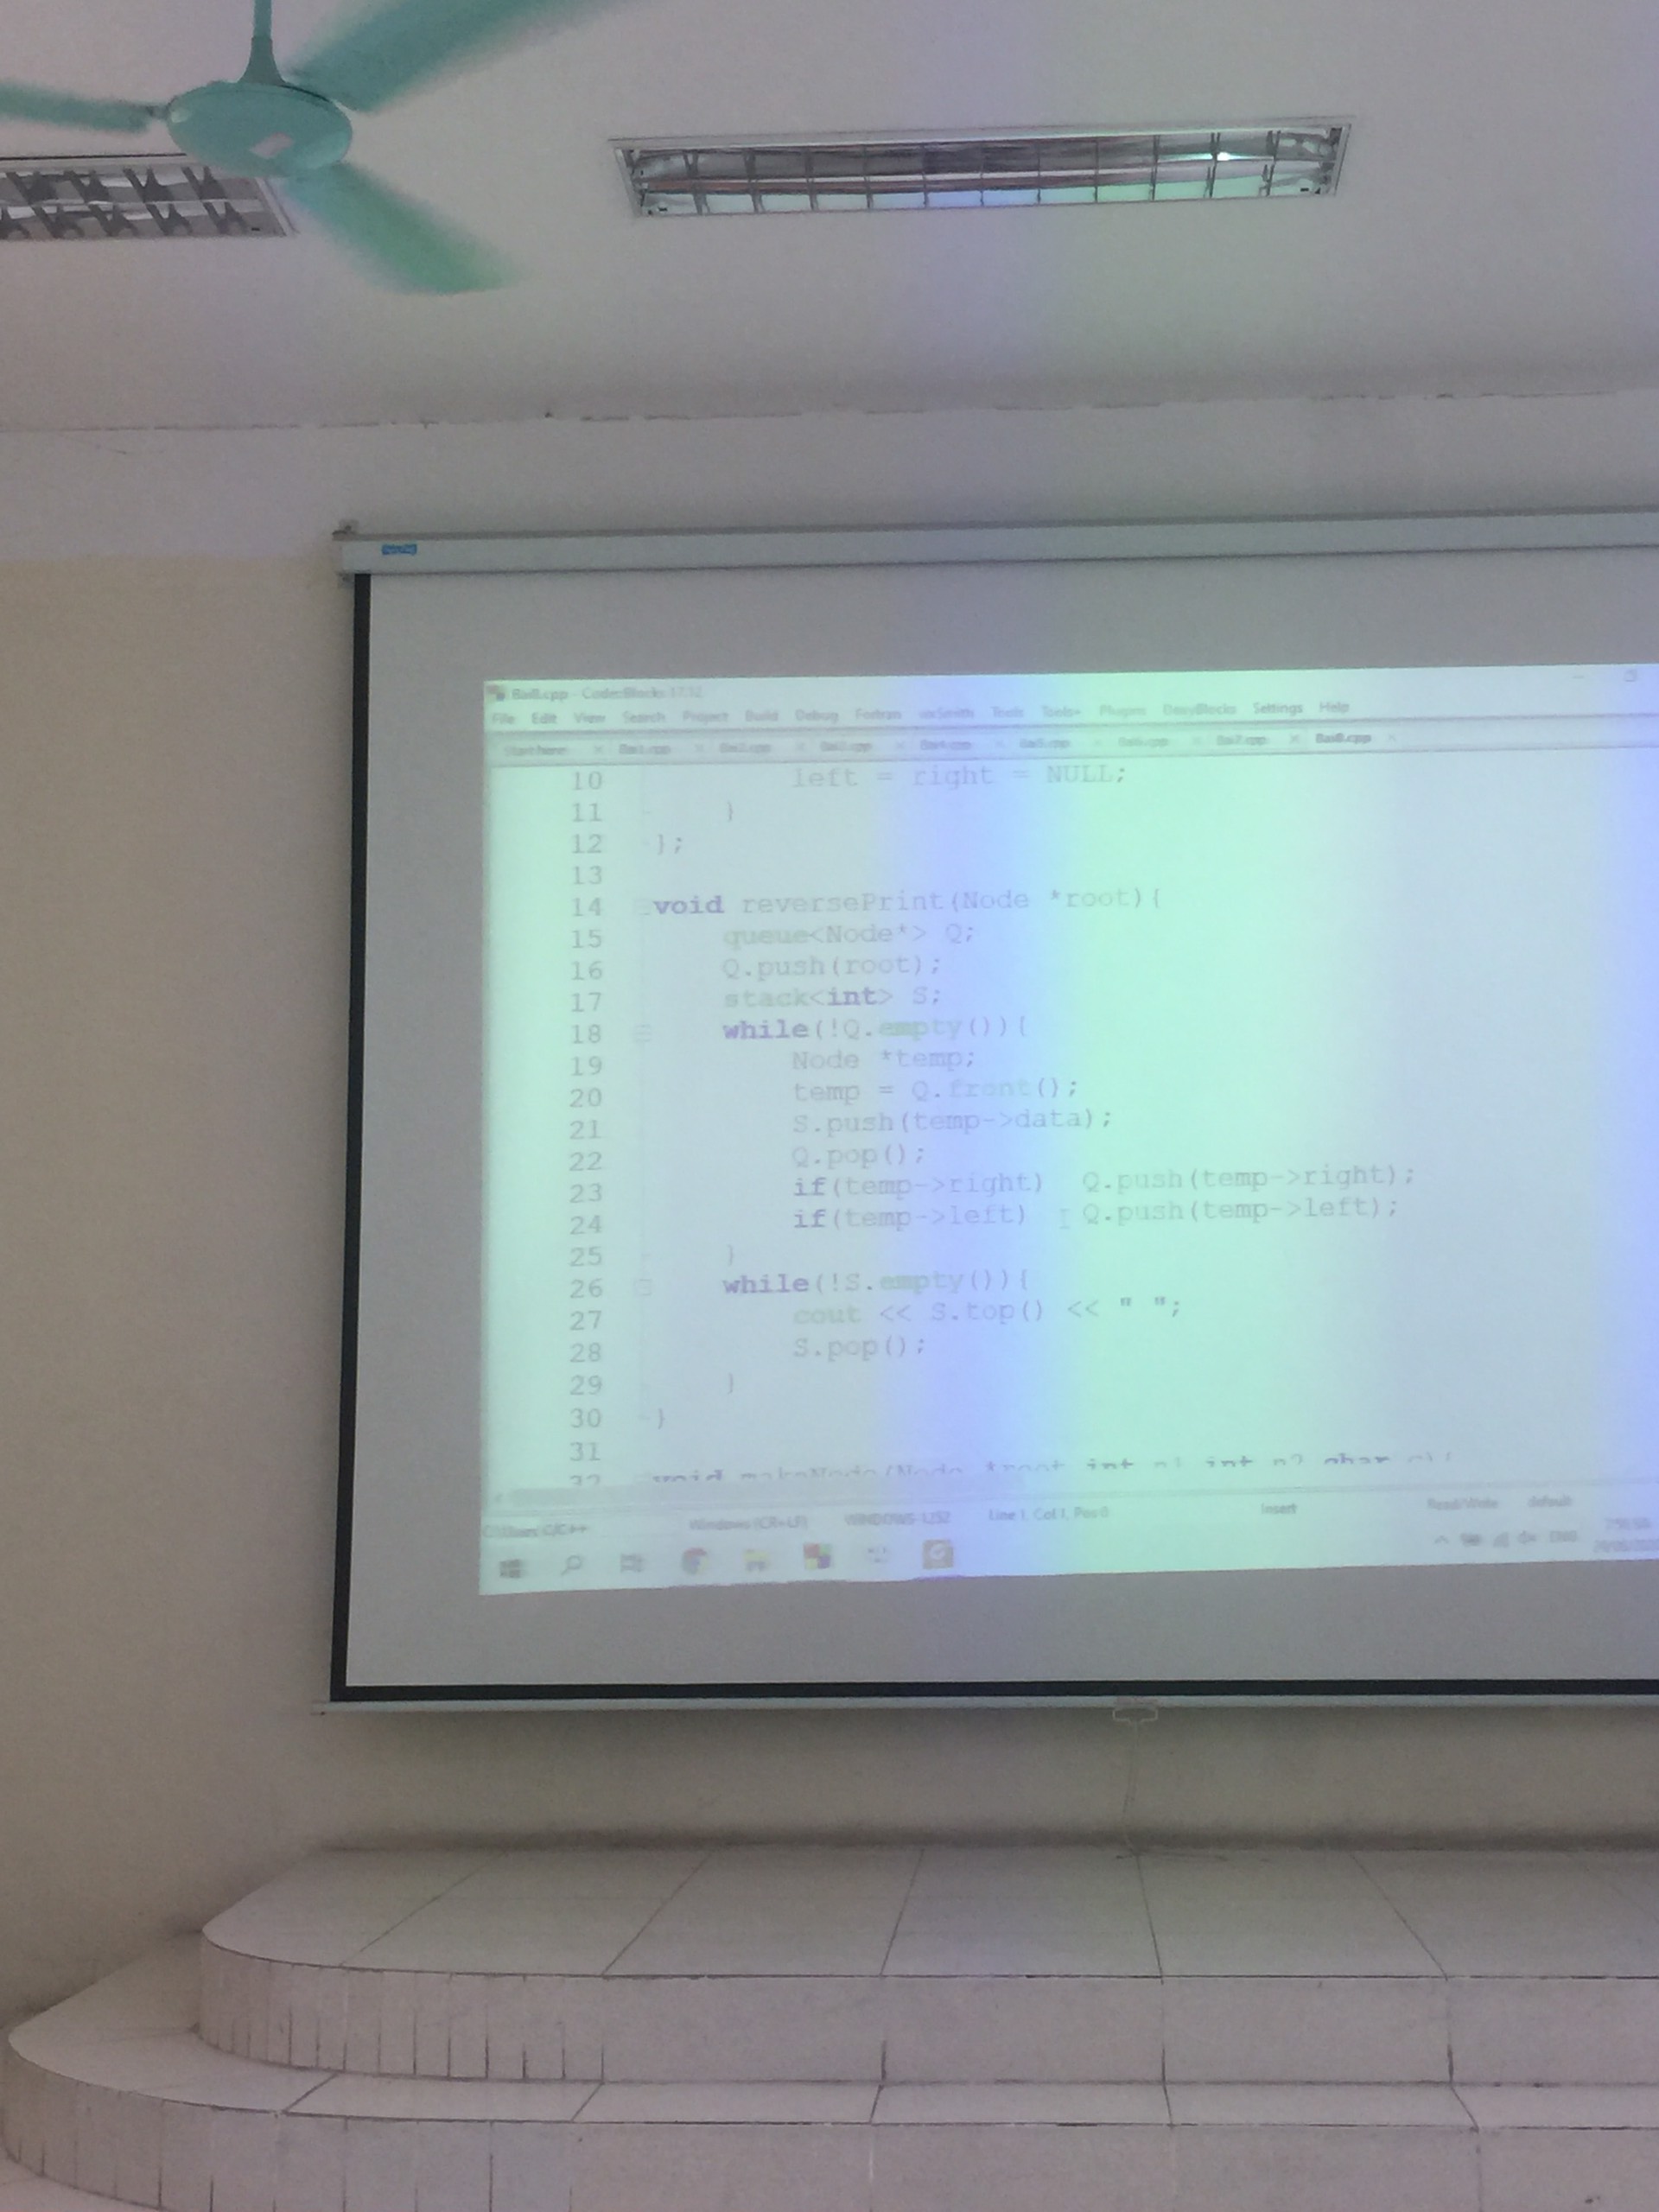 Bai8.cpp - Code::Blocks 17.12
File Edit View Search Project Build Debug Fortran wxSmith Tools Tools+ Plugins DoxyBlocks Settings Help
Start here Bai1.cpp Bai2.cpp Bai3.cpp Bai4.cpp Bai5.cpp Bai6.cpp Bai7.cpp Bai8.cpp
10 left = right = NULL;
11 }
12 };
13
14 void reversePrint(Node *root){
15 queue<Node*> Q;
16 Q.push(root);
17 stack<int> S;
18 while(!Q.empty()){
19 Node *temp;
20 temp = Q.front();
21 S.push(temp->data);
22 Q.pop();
23 if(temp->right) Q.push(temp->right);
24 if(temp->left) Q.push(temp->left);
25 }
26 while(!S.empty()){
27 cout << S.top() << " ";
28 S.pop();
29 }
30 }
31
32 void makeNode(Node *root, int n1, int n2, char c){
C/C++ Windows (CR+LF) WINDOWS-1252 Line 1, Col 1, Pos 0 Insert Read/Write default
ENG